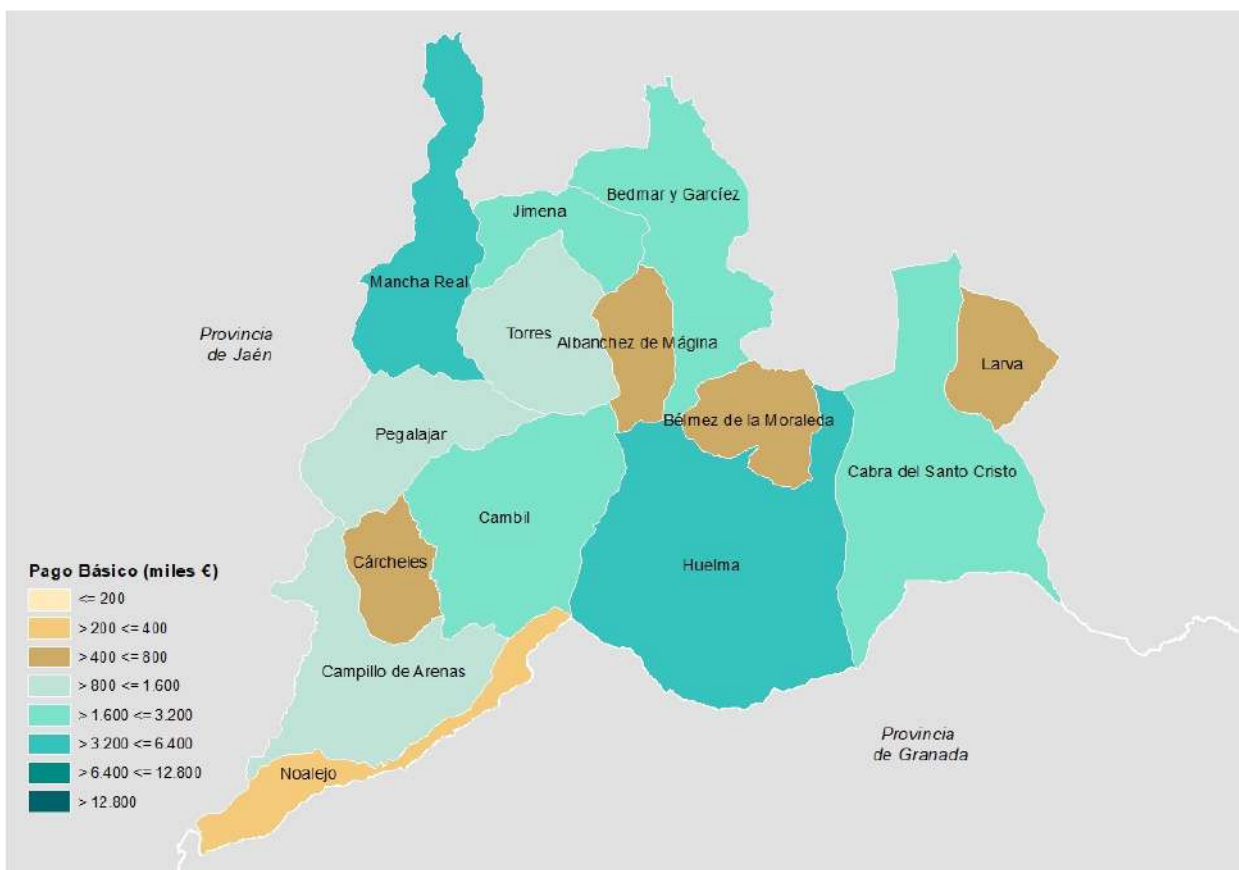 Bedmar y Garcíez
Jimena
Mancha Real
Provincia
de Jaén
Torres
Albanchez de Mágina
Larva
Bélmez de la Moraleda
Pegalajar
Cabra del Santo Cristo
Cambil
Cárcheles
Huelma
Campillo de Arenas
Noalejo
Provincia
de Granada
Pago Básico (miles €)
<= 200
> 200 <= 400
> 400 <= 800
> 800 <= 1.600
> 1.600 <= 3.200
> 3.200 <= 6.400
> 6.400 <= 12.800
> 12.800